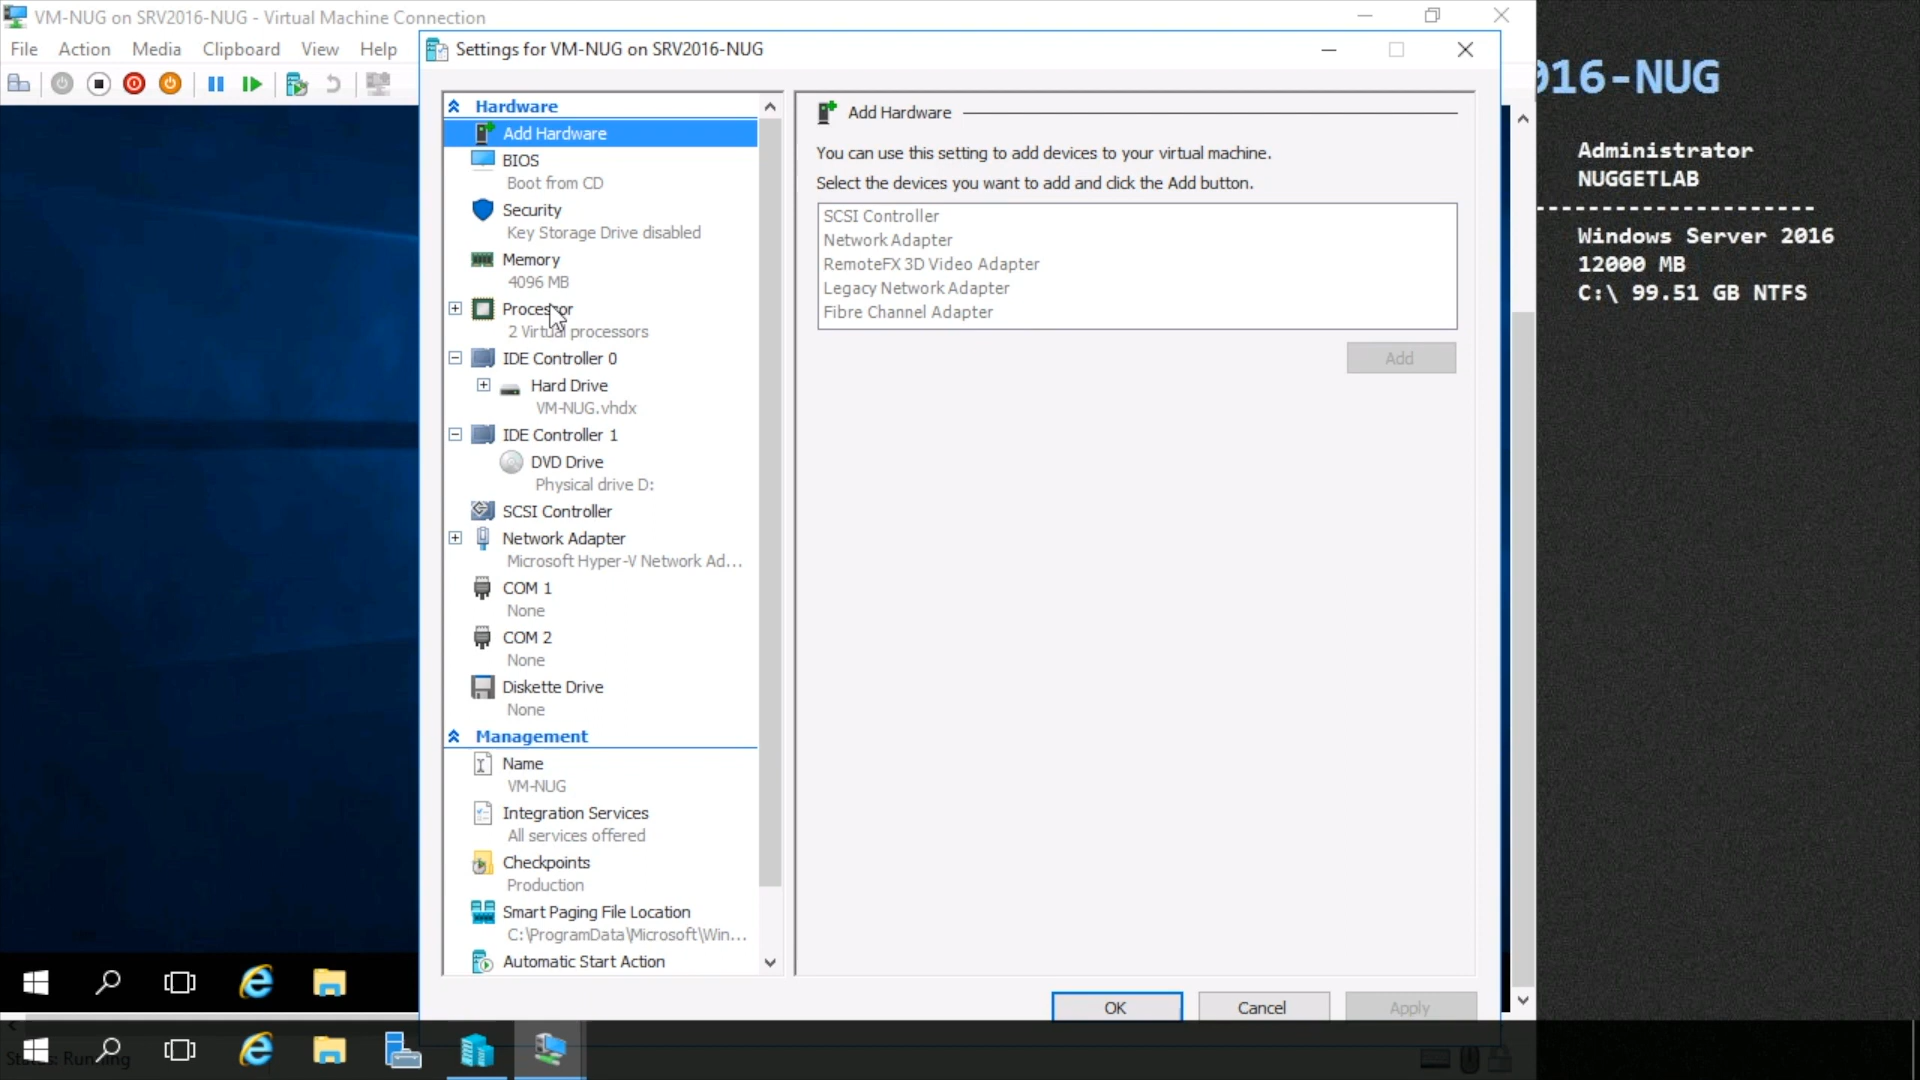 VM-NUG on SRV2016-NUG - Virtual Machine Connection
File Action Media Clipboard View Help
Settings for VM-NUG on SRV2016-NUG
Hardware
Add Hardware
BIOS
Boot from CD
Security
Key Storage Drive disabled
Memory
4096 MB
Processor
2 Virtual processors
IDE Controller 0
Hard Drive
VM-NUG.vhdx
IDE Controller 1
DVD Drive
Physical drive D:
SCSI Controller
Network Adapter
Microsoft Hyper-V Network Ad...
COM 1
None
COM 2
None
Diskette Drive
None
Management
Name
VM-NUG
Integration Services
All services offered
Checkpoints
Production
Smart Paging File Location
C:\ProgramData\Microsoft\Win...
Automatic Start Action
Add Hardware
You can use this setting to add devices to your virtual machine.
Select the devices you want to add and click the Add button.
SCSI Controller
Network Adapter
RemoteFX 3D Video Adapter
Legacy Network Adapter
Fibre Channel Adapter
Add
OK Cancel Apply
016-NUG
Administrator
NUGGETLAB
--------------------
Windows Server 2016
12000 MB
C:\ 99.51 GB NTFS